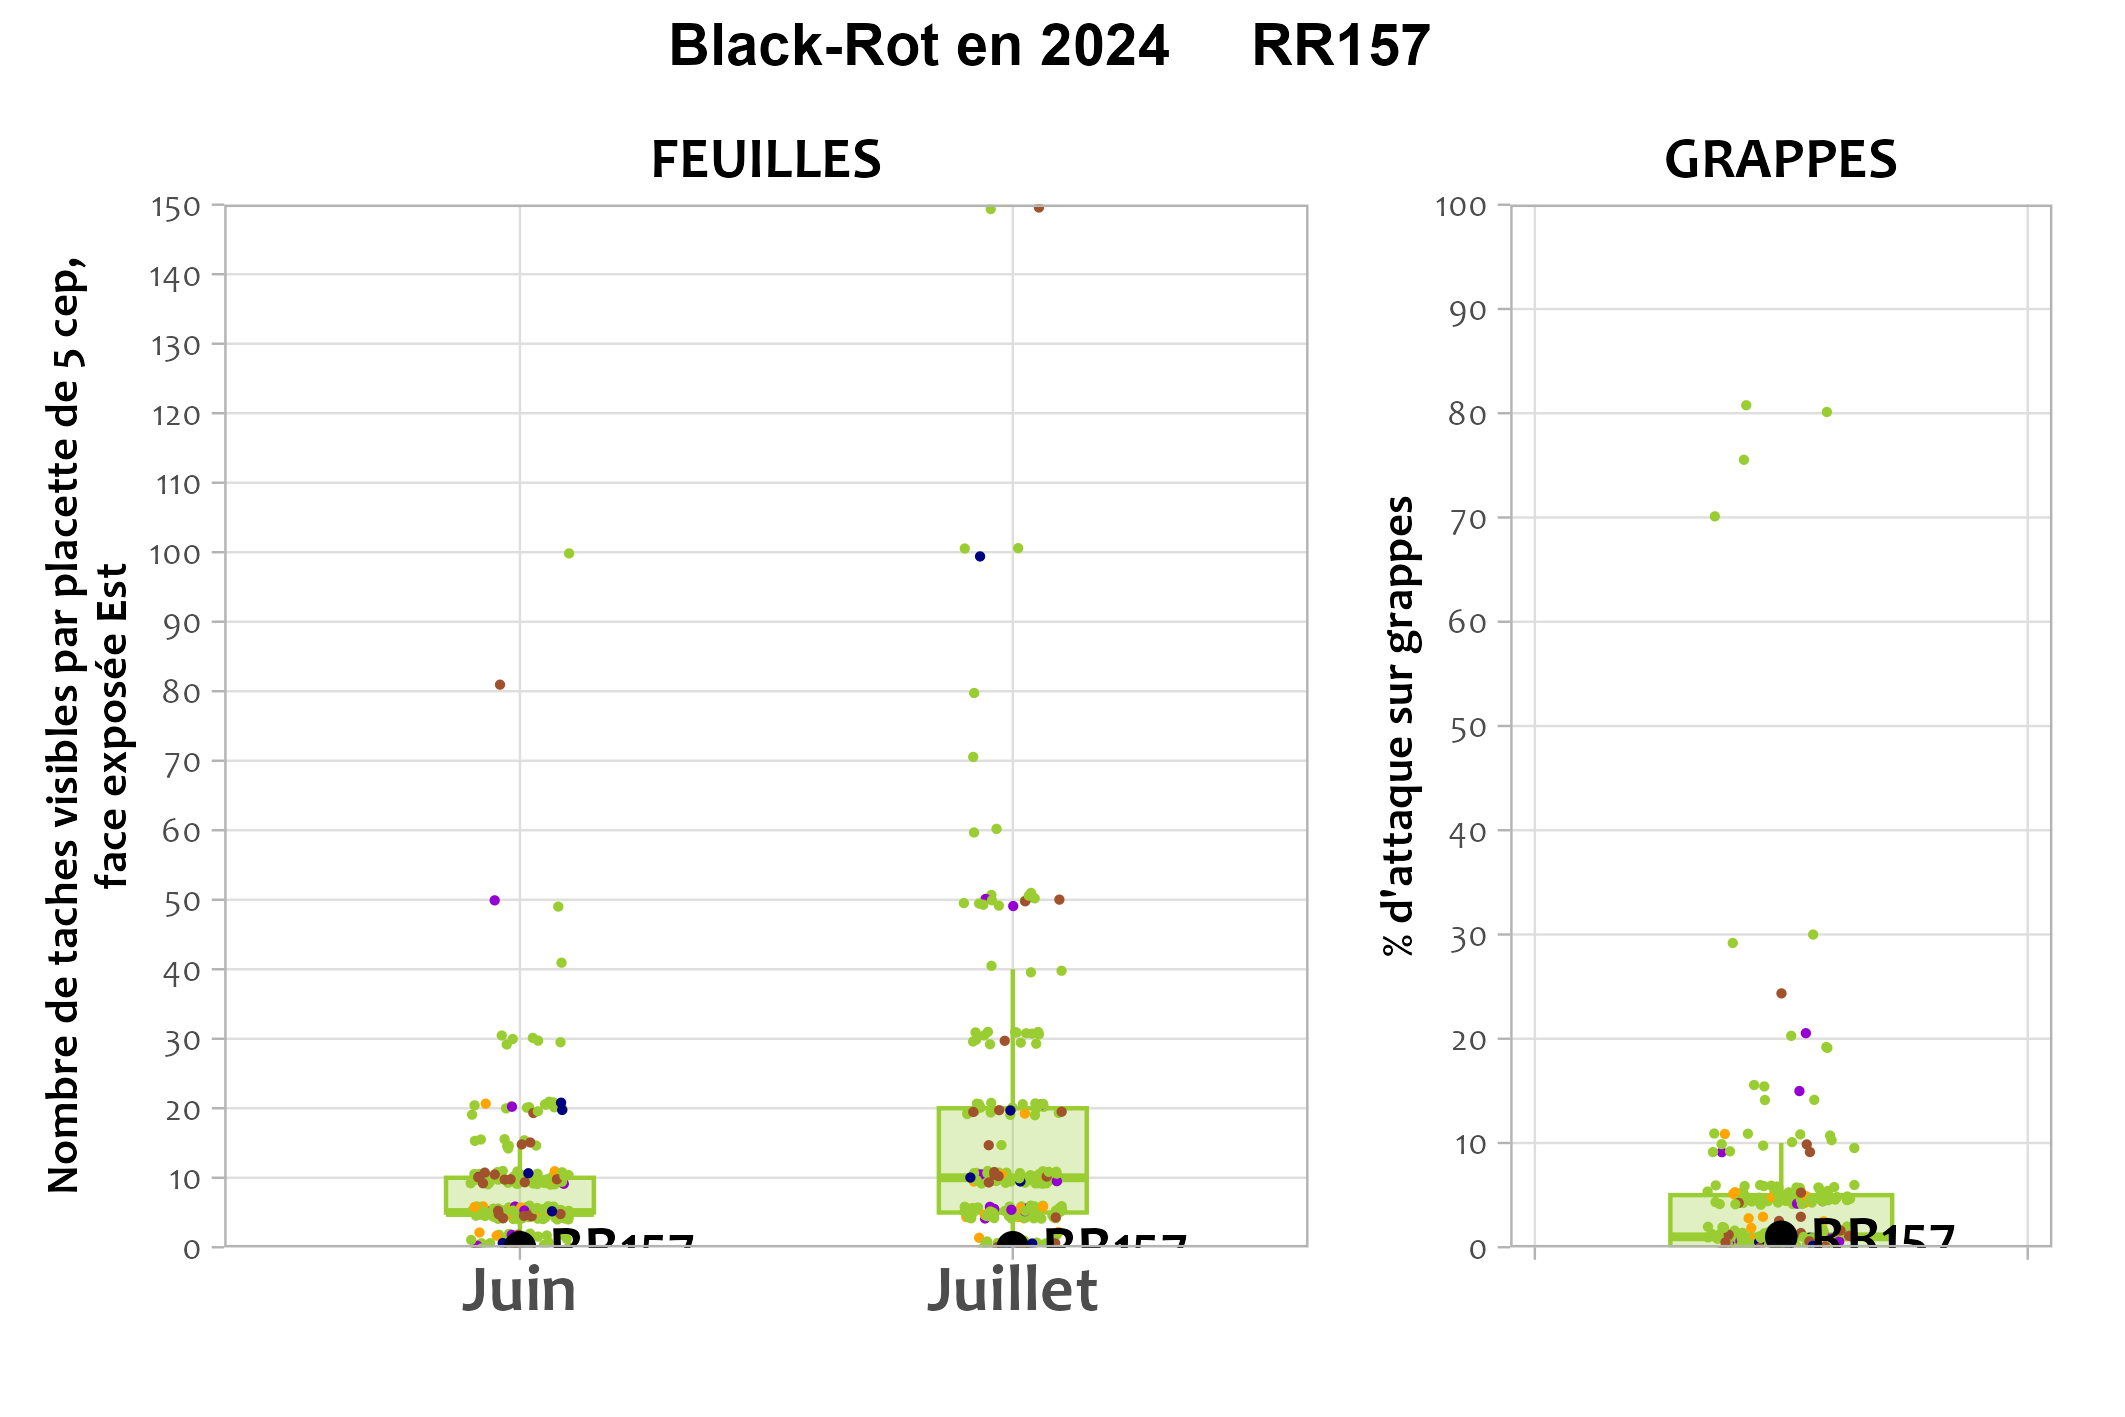 Black-Rot en 2024 RR157
FEUILLES
Nombre de taches visibles par placette de 5 cep,
face exposée Est
150
140
130
120
110
100
90
80
70
60
50
40
30
20
10
0
RR157
RR157
Juin
Juillet
GRAPPES
% d'attaque sur grappes
100
90
80
70
60
50
40
30
20
10
0
RR157